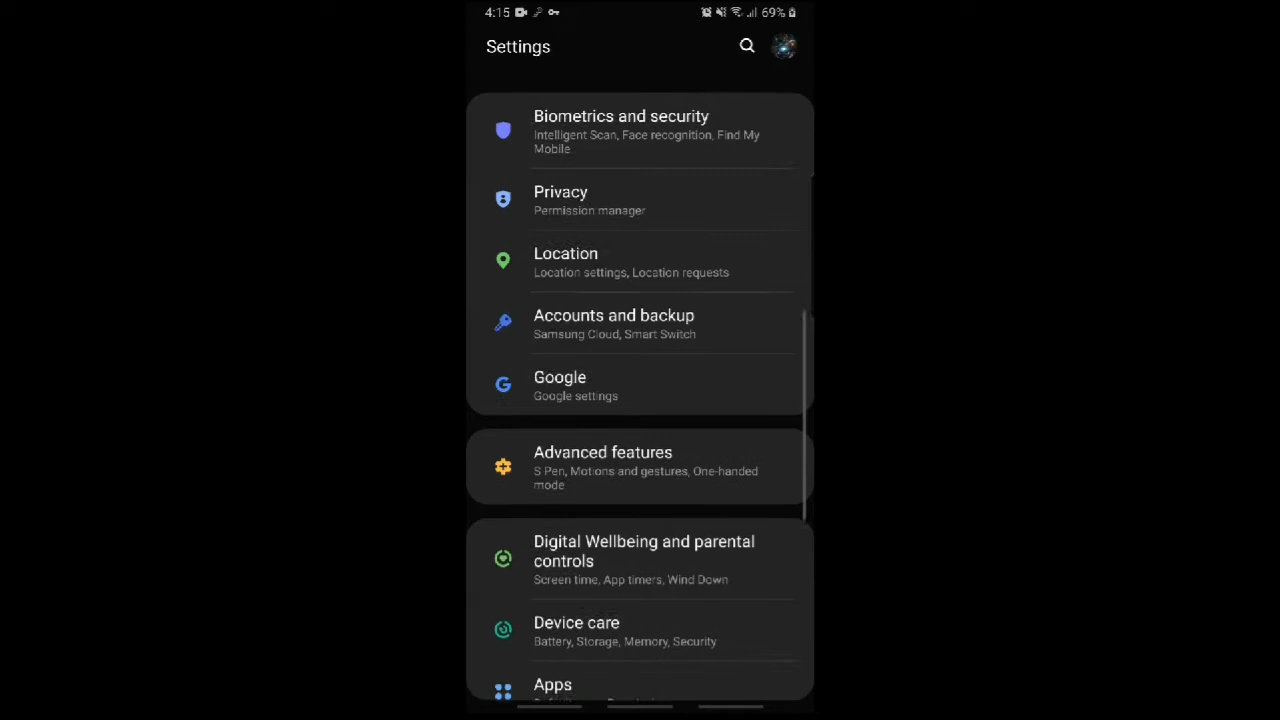 4:15 69%
Settings
Biometrics and security
Intelligent Scan, Face recognition, Find My
Mobile
Privacy
Permission manager
Location
Location settings, Location requests
Accounts and backup
Samsung Cloud, Smart Switch
Google
Google settings
Advanced features
S Pen, Motions and gestures, One-handed
mode
Digital Wellbeing and parental
controls
Screen time, App timers, Wind Down
Device care
Battery, Storage, Memory, Security
Apps